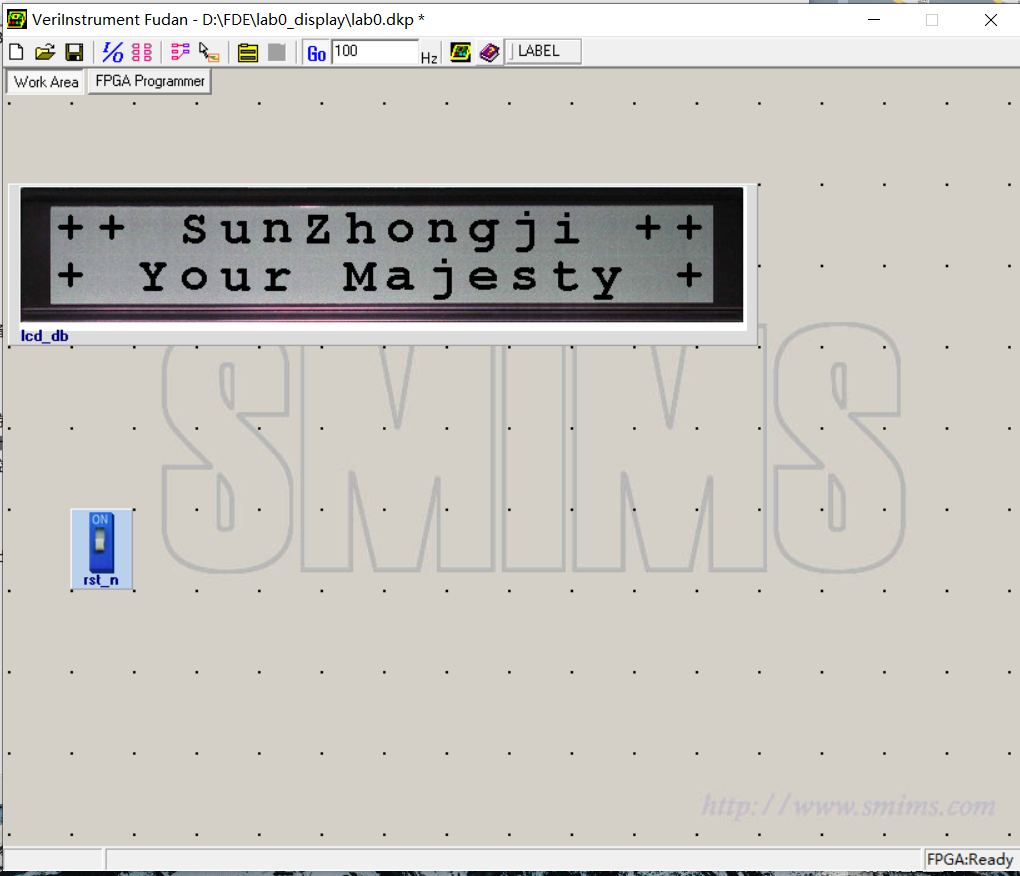 VeriInstrument Fudan - D:\FDE\lab0_display\lab0.dkp *
I/O Go 100 Hz LABEL
Work Area FPGA Programmer
++ SunZhongji ++
+ Your Majesty +
lcd_db
SMIMS
ON
rst_n
http://www.smims.com
FPGA:Ready